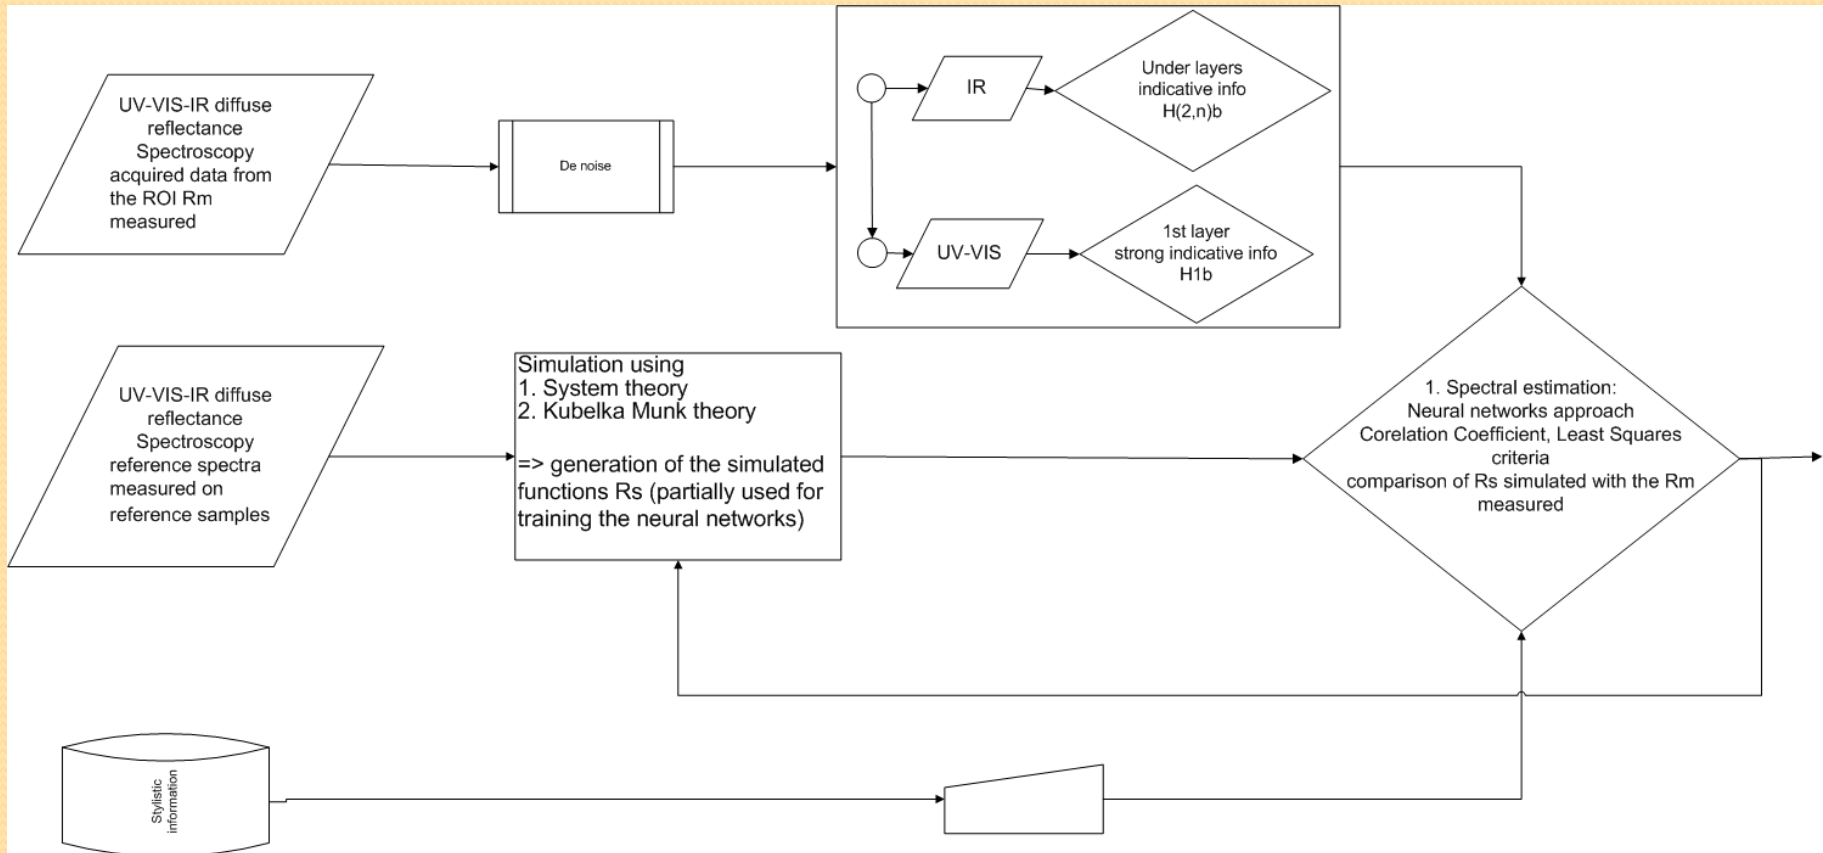 UV-VIS-IR diffuse
reflectance
Spectroscopy
acquired data from
the ROI Rm
measured
De noise
IR
Under layers
indicative info
H(2,n)b
UV-VIS
1st layer
strong indicative info
H1b
UV-VIS-IR diffuse
reflectance
Spectroscopy
reference spectra
measured on
reference samples
Simulation using
1. System theory
2. Kubelka Munk theory
=> generation of the simulated
functions Rs (partially used for
training the neural networks)
1. Spectral estimation:
Neural networks approach
Corelation Coefficient, Least Squares
criteria
comparison of Rs simulated with the Rm
measured
Stylistic
information